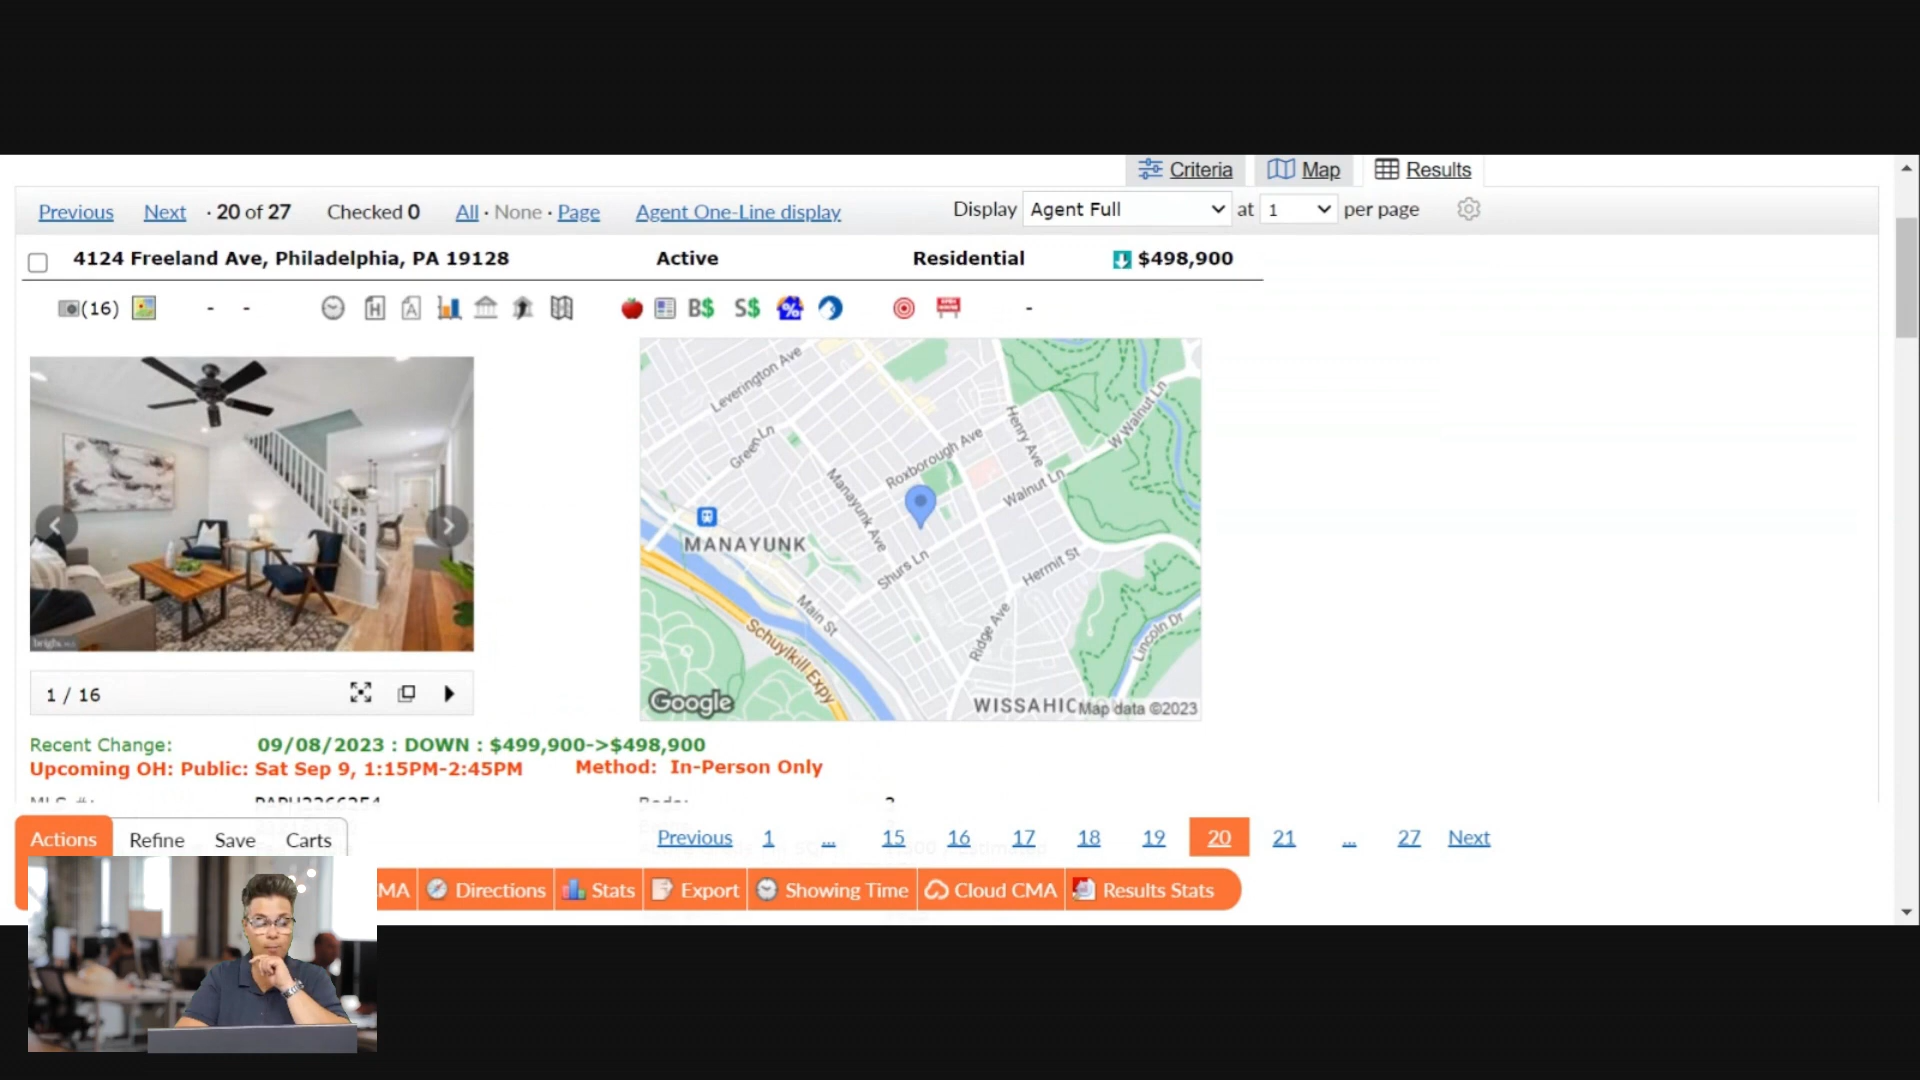 Criteria Map Results
Previous Next · 20 of 27 Checked 0 All · None · Page Agent One-Line display Display Agent Full at 1 per page
4124 Freeland Ave, Philadelphia, PA 19128 Active Residential $498,900
(16) - - H A B$ S$ % -
Leverington Ave
Green Ln
Manayunk Ave
Roxborough Ave
Henry Ave
W Walnut Ln
Walnut Ln
MANAYUNK
Shurs Ln
Hermit St
Main St
Ridge Ave
Lincoln Dr
Schuylkill Expy
Google
WISSAHIC
Map data ©2023
1 / 16
Recent Change: 09/08/2023 : DOWN : $499,900->$498,900
Upcoming OH: Public: Sat Sep 9, 1:15PM-2:45PM Method: In-Person Only
Actions Refine Save Carts
Previous 1 ... 15 16 17 18 19 20 21 ... 27 Next
MA Directions Stats Export Showing Time Cloud CMA Results Stats